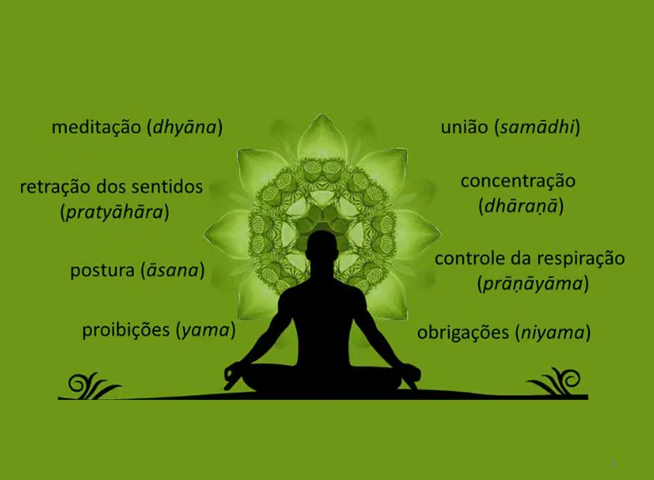 meditação (dhyāna)
união (samādhi)
retração dos sentidos
(pratyāhāra)
concentração
(dhāraṇā)
postura (āsana)
controle da respiração
(prāṇāyāma)
proibições (yama)
obrigações (niyama)